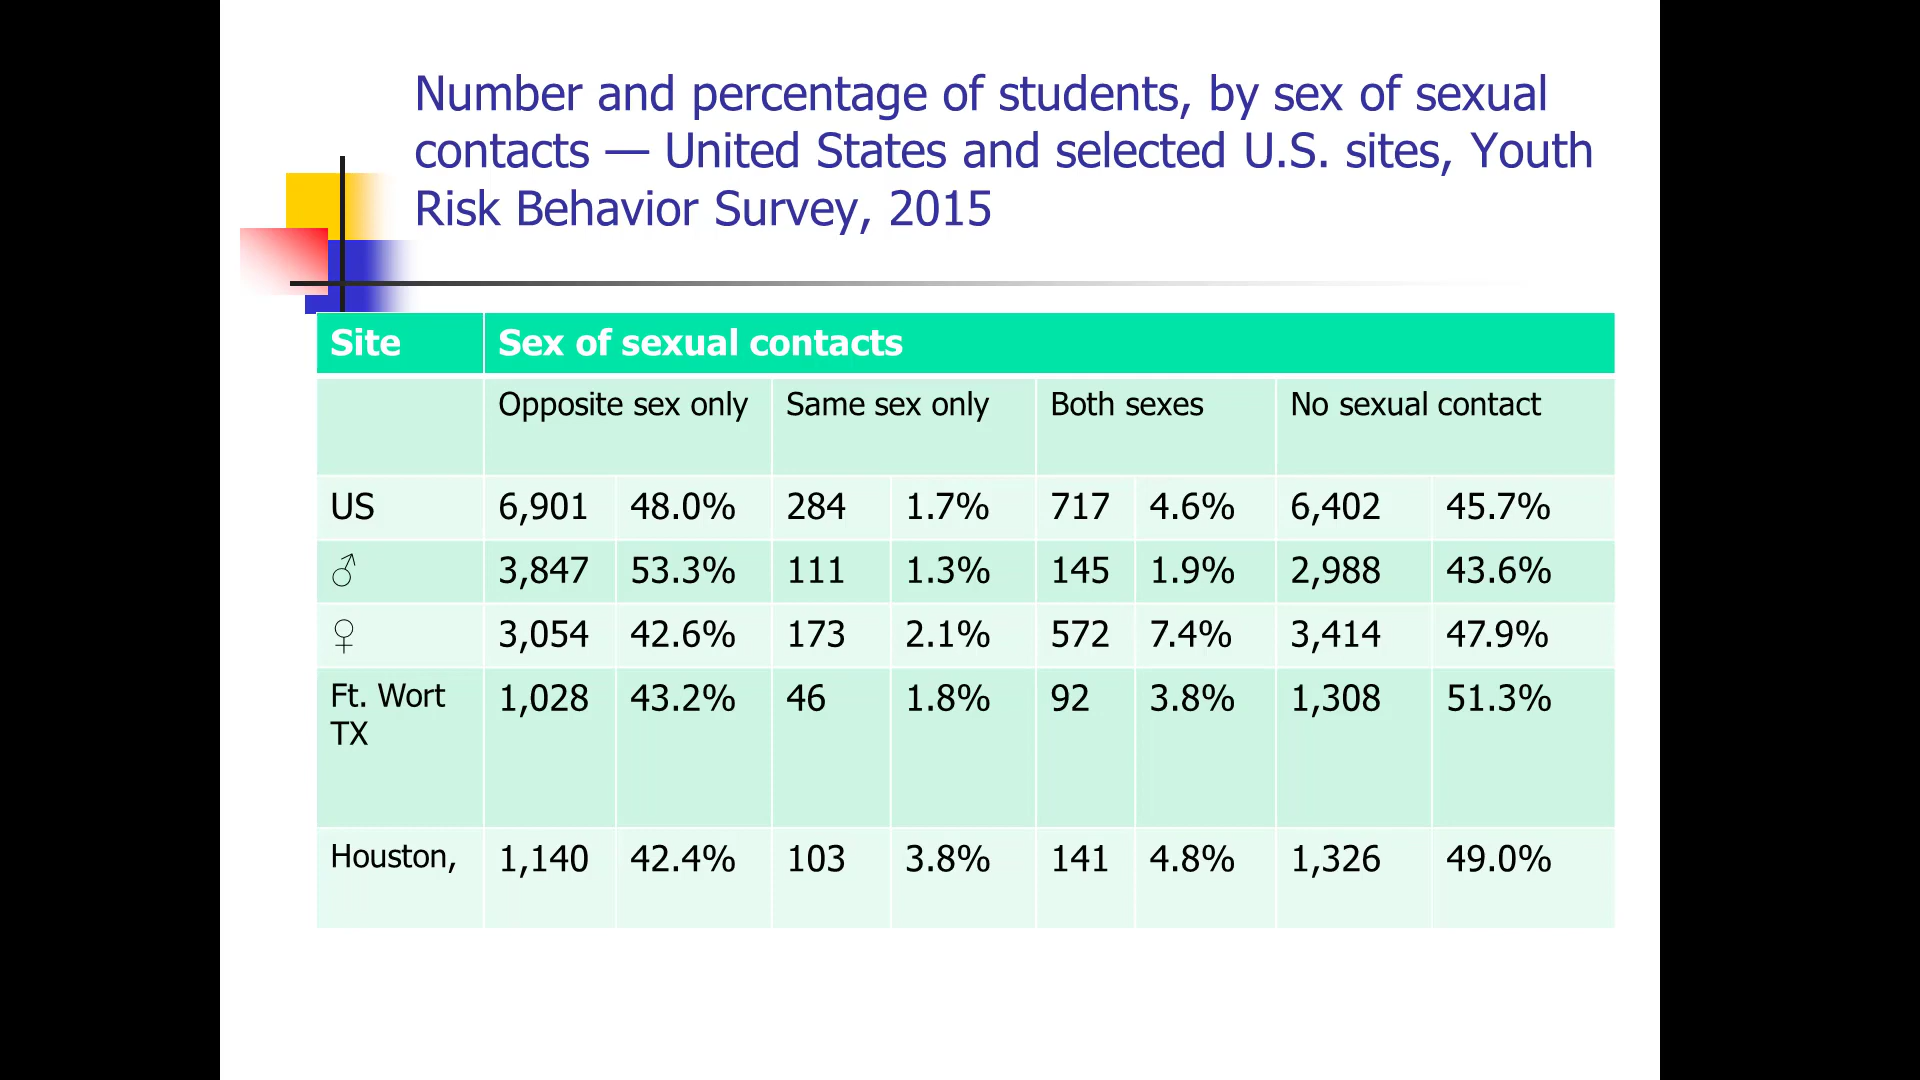 Number and percentage of students, by sex of sexual
contacts — United States and selected U.S. sites, Youth
Risk Behavior Survey, 2015
Site Sex of sexual contacts
Opposite sex only Same sex only Both sexes No sexual contact
US 6,901 48.0% 284 1.7% 717 4.6% 6,402 45.7%
♂ 3,847 53.3% 111 1.3% 145 1.9% 2,988 43.6%
♀ 3,054 42.6% 173 2.1% 572 7.4% 3,414 47.9%
Ft. Wort 1,028 43.2% 46 1.8% 92 3.8% 1,308 51.3%
TX
Houston, 1,140 42.4% 103 3.8% 141 4.8% 1,326 49.0%